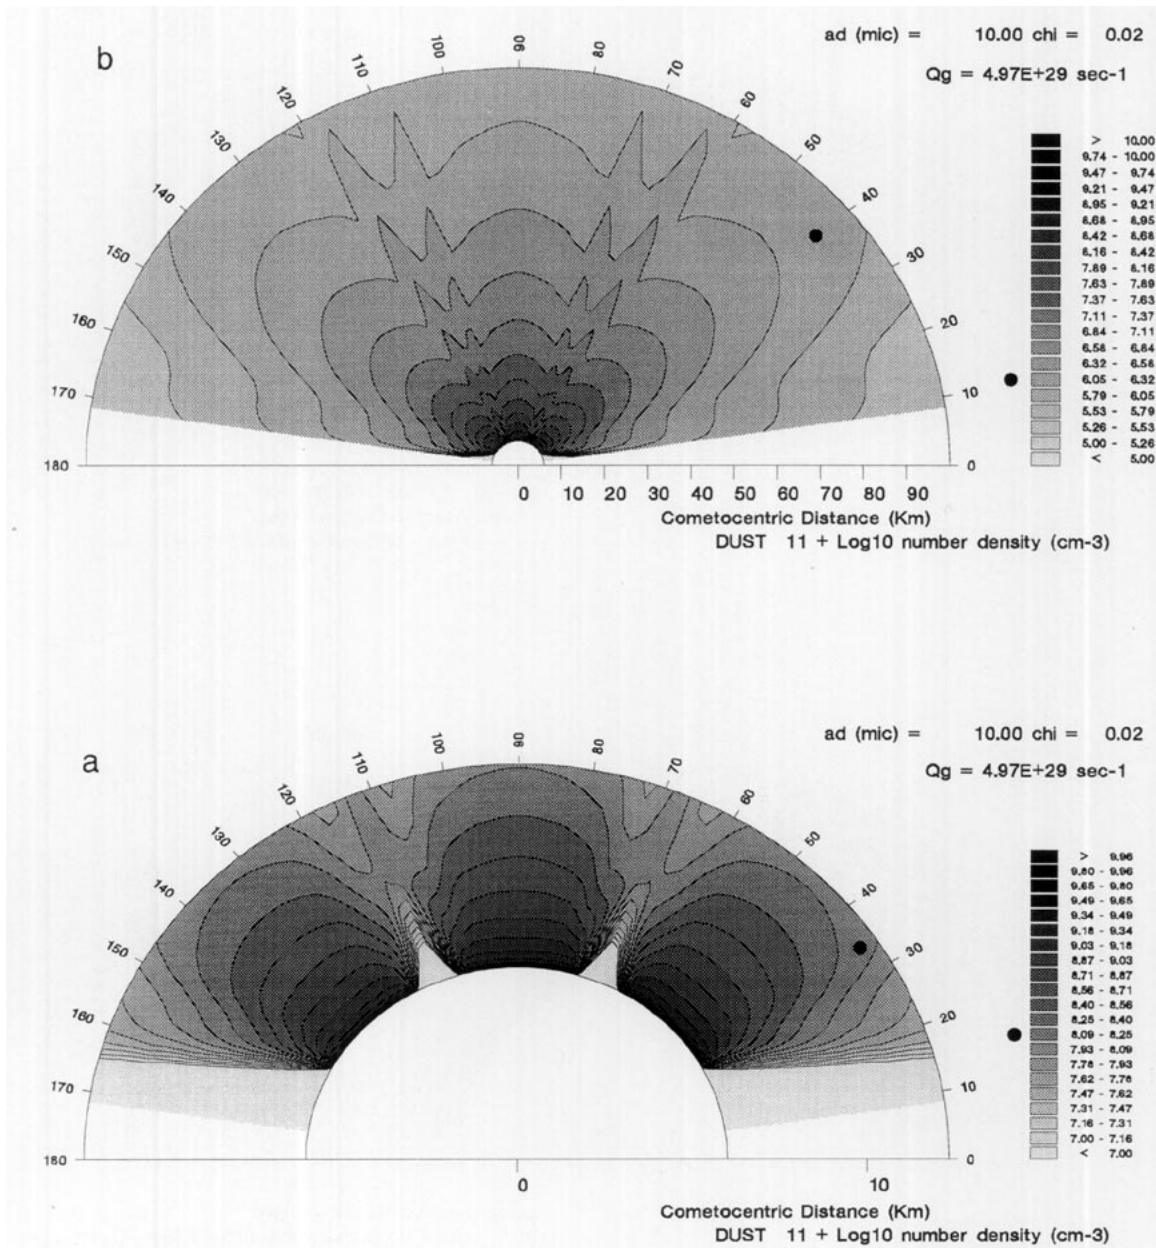 b
ad (mic) = 10.00 chi = 0.02
Qg = 4.97E+29 sec-1
90
100
80
110
70
120
60
130
50
140
40
150
30
160
20
170
10
180
0
> 10.00
9.74 - 10.00
9.47 - 9.74
9.21 - 9.47
8.95 - 9.21
8.68 - 8.95
8.42 - 8.68
8.16 - 8.42
7.89 - 8.16
7.63 - 7.89
7.37 - 7.63
7.11 - 7.37
6.84 - 7.11
6.58 - 6.84
6.32 - 6.58
6.05 - 6.32
5.79 - 6.05
5.53 - 5.79
5.26 - 5.53
5.00 - 5.26
< 5.00
0 10 20 30 40 50 60 70 80 90
Cometocentric Distance (Km)
DUST 11 + Log10 number density (cm-3)
a
ad (mic) = 10.00 chi = 0.02
Qg = 4.97E+29 sec-1
90
100
80
110
70
120
60
130
50
140
40
150
30
160
20
170
10
180
0
> 9.96
9.80 - 9.96
9.65 - 9.80
9.49 - 9.65
9.34 - 9.49
9.18 - 9.34
9.03 - 9.18
8.87 - 9.03
8.71 - 8.87
8.56 - 8.71
8.40 - 8.56
8.25 - 8.40
8.09 - 8.25
7.93 - 8.09
7.78 - 7.93
7.62 - 7.78
7.47 - 7.62
7.31 - 7.47
7.16 - 7.31
7.00 - 7.16
< 7.00
0 10
Cometocentric Distance (Km)
DUST 11 + Log10 number density (cm-3)